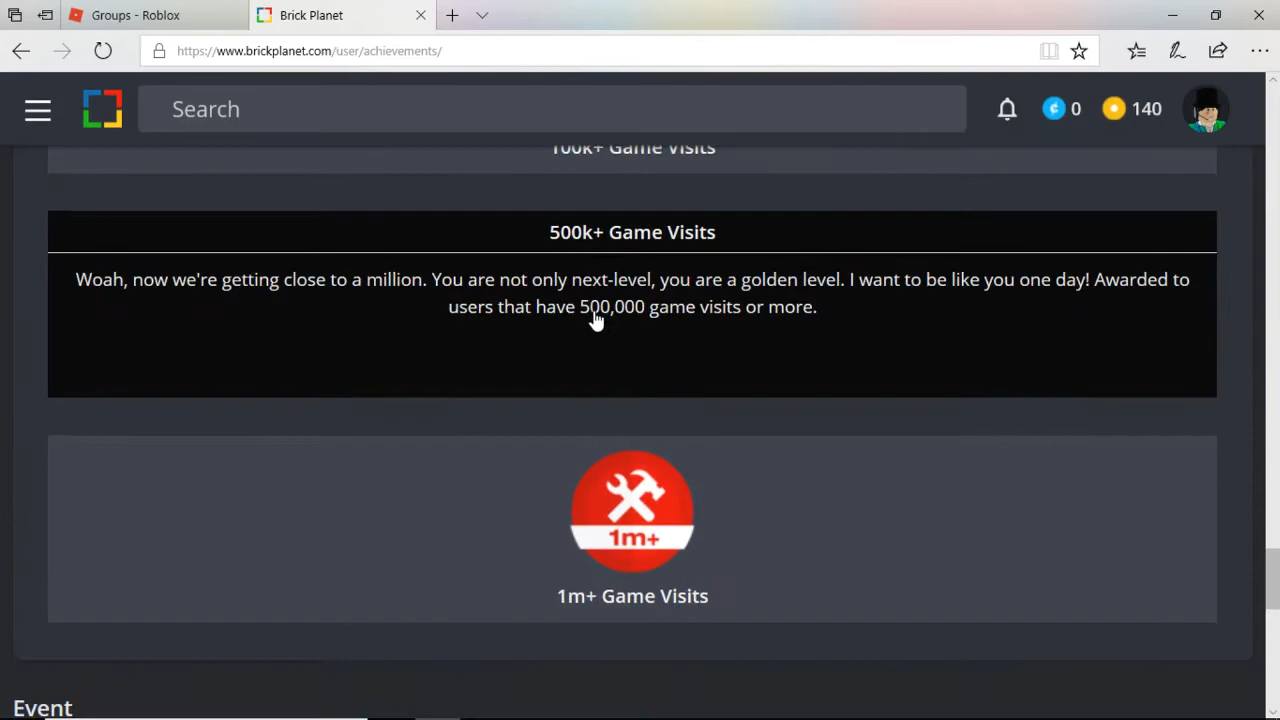 Groups - Roblox
Brick Planet
https://www.brickplanet.com/user/achievements/
Search
0
140
100k+ Game Visits
500k+ Game Visits
Woah, now we're getting close to a million. You are not only next-level, you are a golden level. I want to be like you one day! Awarded to
users that have 500,000 game visits or more.
1m+
1m+ Game Visits
Event